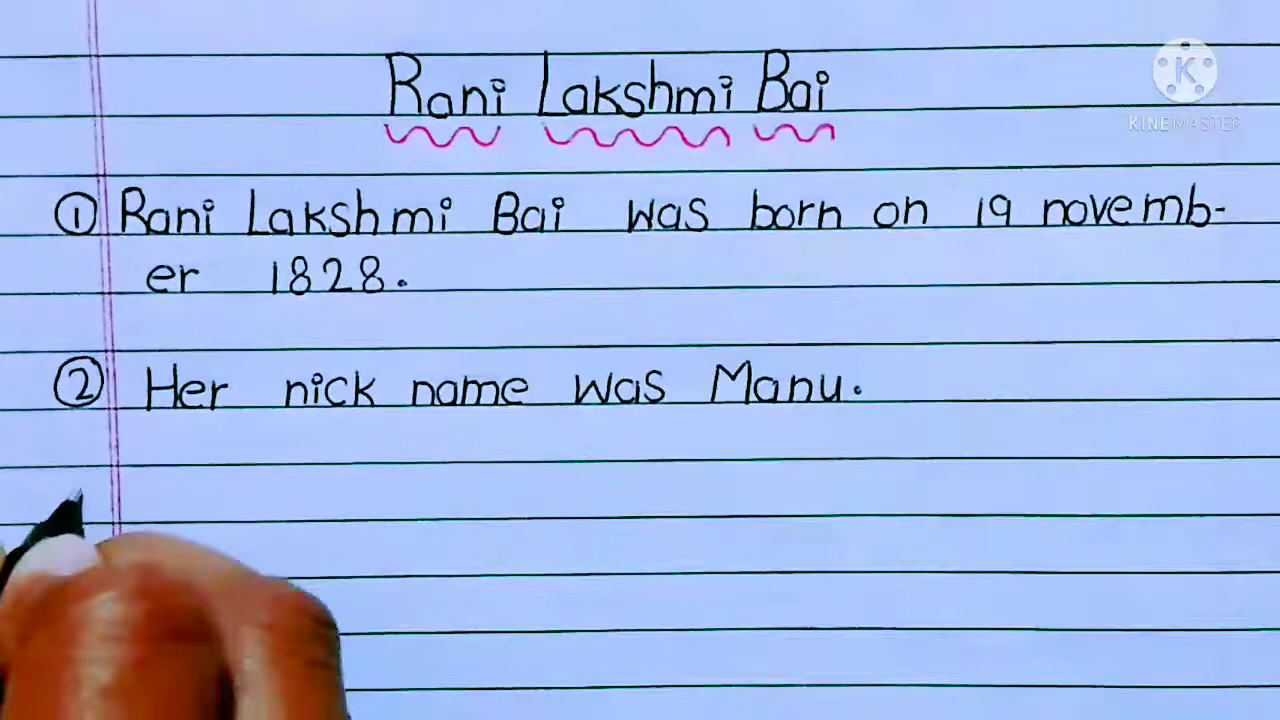 Rani Lakshmi Bai
KINEMASTER
① Rani Lakshmi Bai was born on 19 novemb-
er 1828.
② Her nick name was Manu.